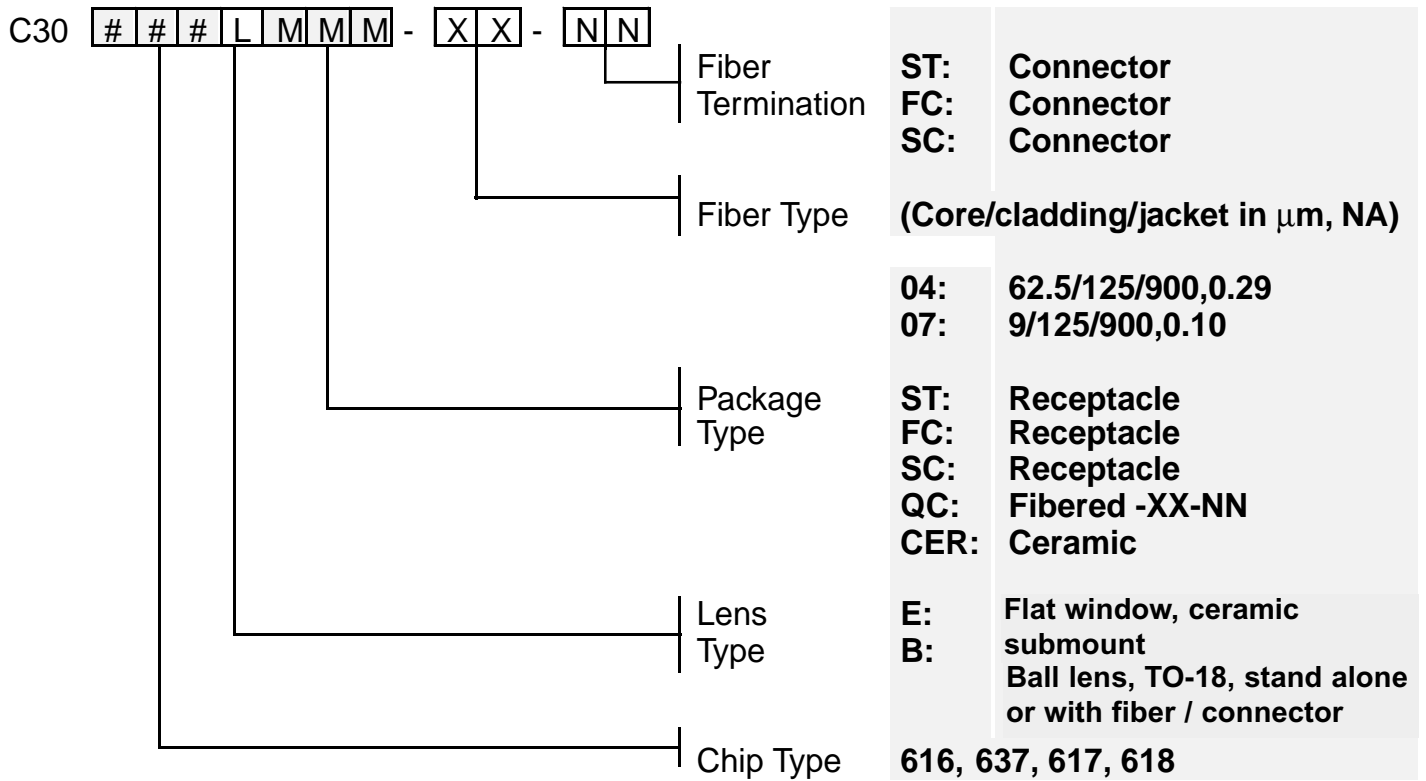 C30 # # # L M M M - X X - N N
Fiber Termination
ST: Connector
FC: Connector
SC: Connector
Fiber Type (Core/cladding/jacket in μm, NA)
04: 62.5/125/900,0.29
07: 9/125/900,0.10
Package Type
ST: Receptacle
FC: Receptacle
SC: Receptacle
QC: Fibered -XX-NN
CER: Ceramic
Lens Type
E: Flat window, ceramic
submount
B: Ball lens, TO-18, stand alone
or with fiber / connector
Chip Type 616, 637, 617, 618